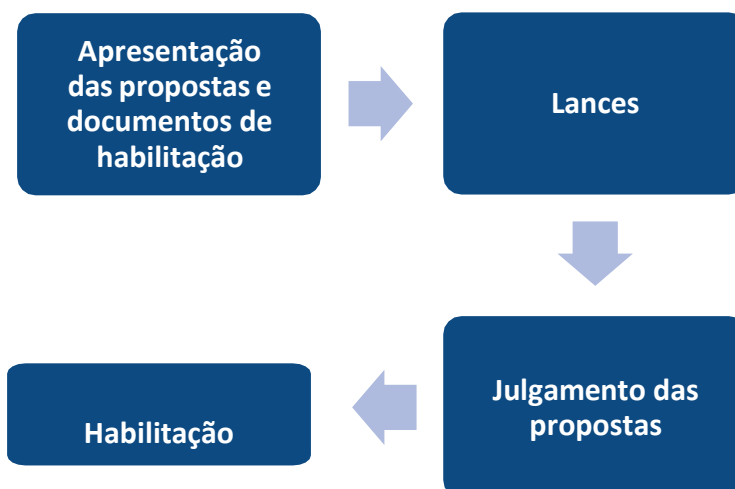 Apresentação
das propostas e
documentos de
habilitação
Lances
Julgamento das
propostas
Habilitação